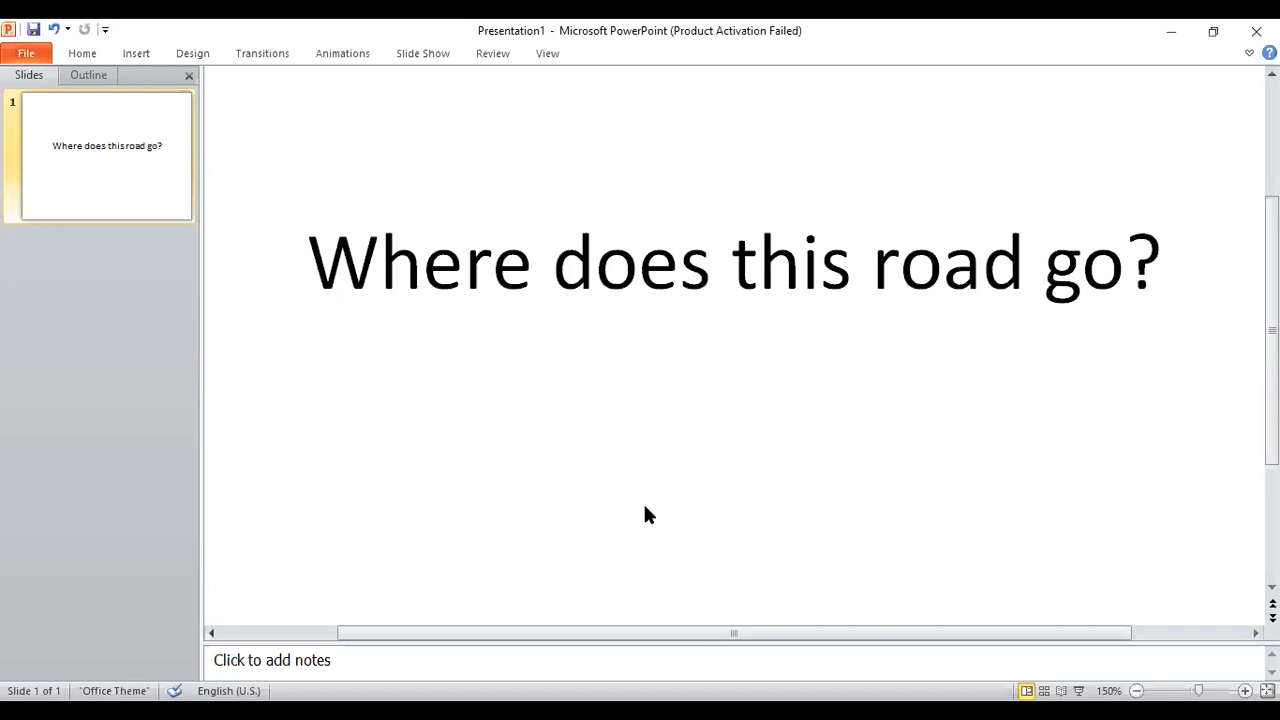 Presentation1 - Microsoft PowerPoint (Product Activation Failed)
File Home Insert Design Transitions Animations Slide Show Review View
Slides Outline
1
Where does this road go?
Where does this road go?
Click to add notes
Slide 1 of 1 "Office Theme" English (U.S.) 150%